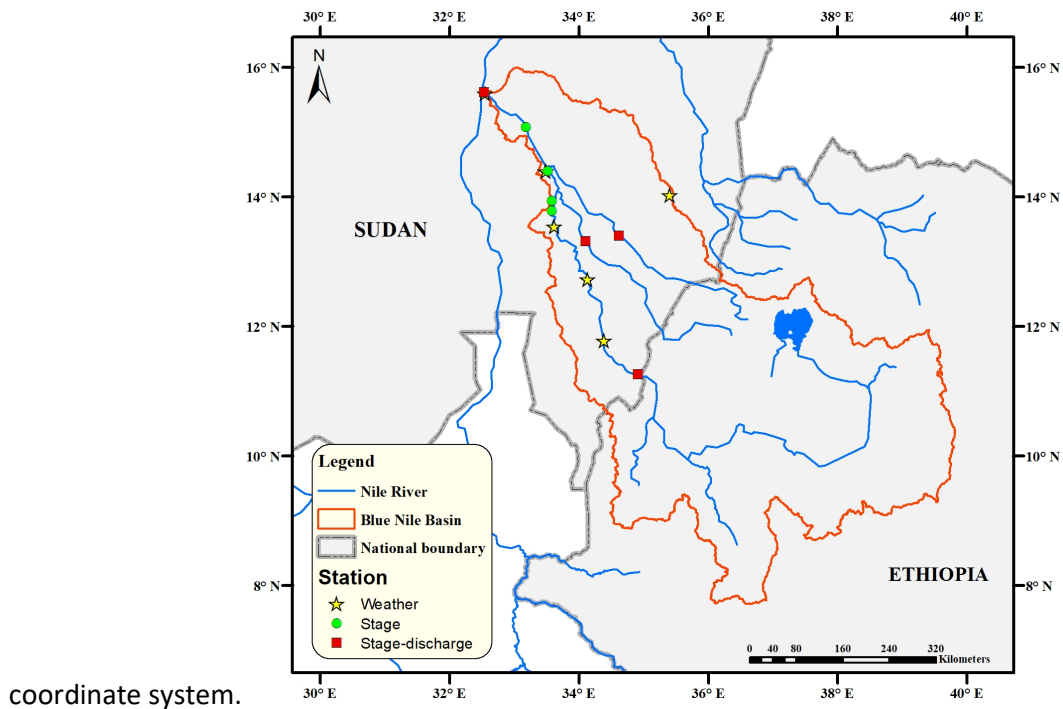 30° E 32° E 34° E 36° E 38° E 40° E
16° N 16° N
N
14° N 14° N
SUDAN
12° N 12° N
10° N 10° N
Legend
Nile River
Blue Nile Basin
National boundary
Station
Weather
Stage
Stage-discharge
8° N 8° N
ETHIOPIA
0 40 80 160 240 320
Kilometers
30° E 32° E 34° E 36° E 38° E 40° E
coordinate system.